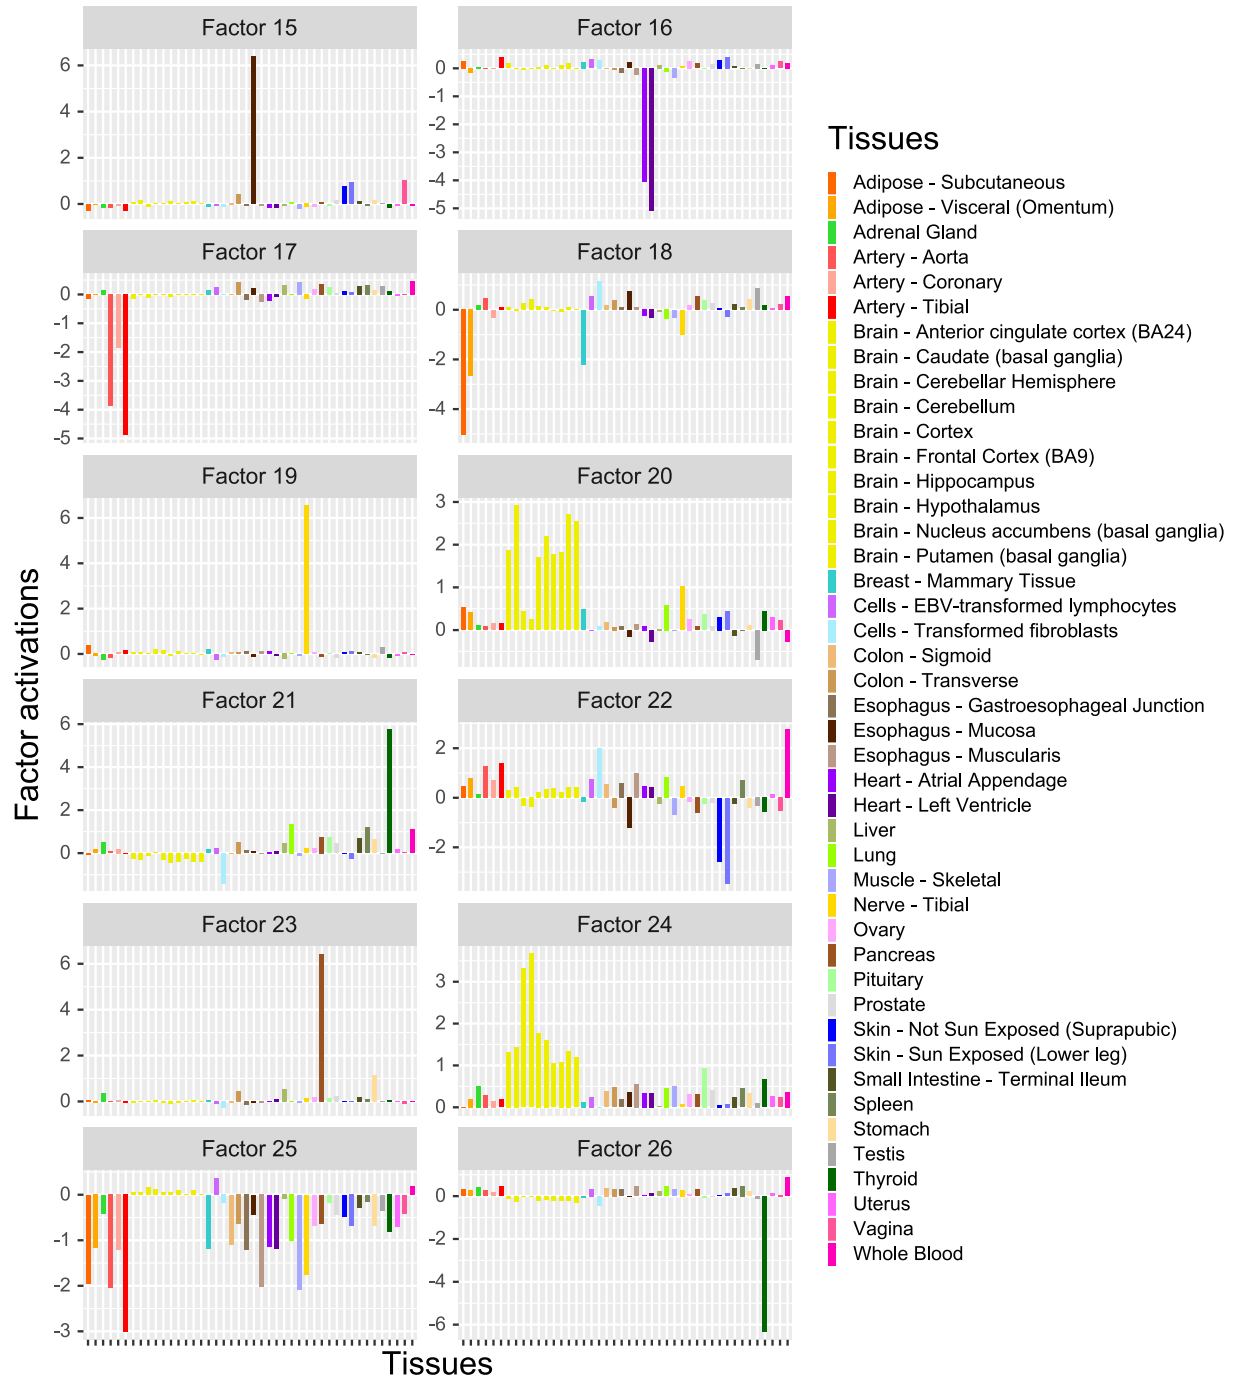 Factor 15
Factor 16
6
4
2
0
0
-1
-2
-3
-4
-5
Factor 17
Factor 18
0
-1
-2
-3
-4
-5
0
-2
-4
Factor 19
Factor 20
6
4
2
0
3
2
1
0
Factor 21
Factor 22
6
4
2
0
2
0
-2
Factor 23
Factor 24
6
4
2
0
3
2
1
0
Factor 25
Factor 26
0
-1
-2
-3
0
-2
-4
-6
Factor activations
Tissues
Tissues
Adipose - Subcutaneous
Adipose - Visceral (Omentum)
Adrenal Gland
Artery - Aorta
Artery - Coronary
Artery - Tibial
Brain - Anterior cingulate cortex (BA24)
Brain - Caudate (basal ganglia)
Brain - Cerebellar Hemisphere
Brain - Cerebellum
Brain - Cortex
Brain - Frontal Cortex (BA9)
Brain - Hippocampus
Brain - Hypothalamus
Brain - Nucleus accumbens (basal ganglia)
Brain - Putamen (basal ganglia)
Breast - Mammary Tissue
Cells - EBV-transformed lymphocytes
Cells - Transformed fibroblasts
Colon - Sigmoid
Colon - Transverse
Esophagus - Gastroesophageal Junction
Esophagus - Mucosa
Esophagus - Muscularis
Heart - Atrial Appendage
Heart - Left Ventricle
Liver
Lung
Muscle - Skeletal
Nerve - Tibial
Ovary
Pancreas
Pituitary
Prostate
Skin - Not Sun Exposed (Suprapubic)
Skin - Sun Exposed (Lower leg)
Small Intestine - Terminal Ileum
Spleen
Stomach
Testis
Thyroid
Uterus
Vagina
Whole Blood